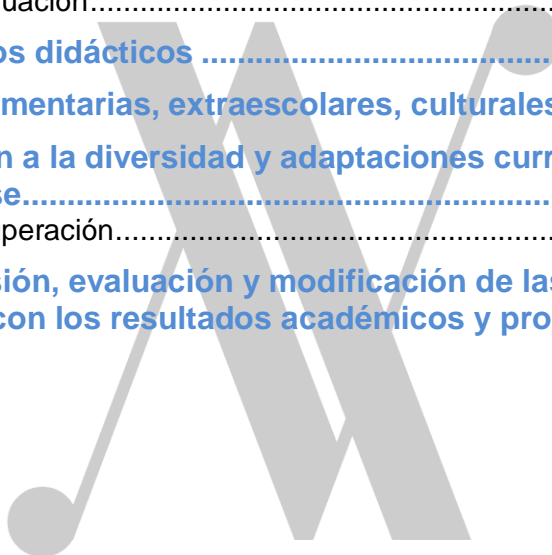 uación...............................................................
os didácticos ..........................................
ementarias, extraescolares, culturales
n a la diversidad y adaptaciones curr
se................................................................
peración............................................................
sión, evaluación y modificación de las
con los resultados académicos y pro